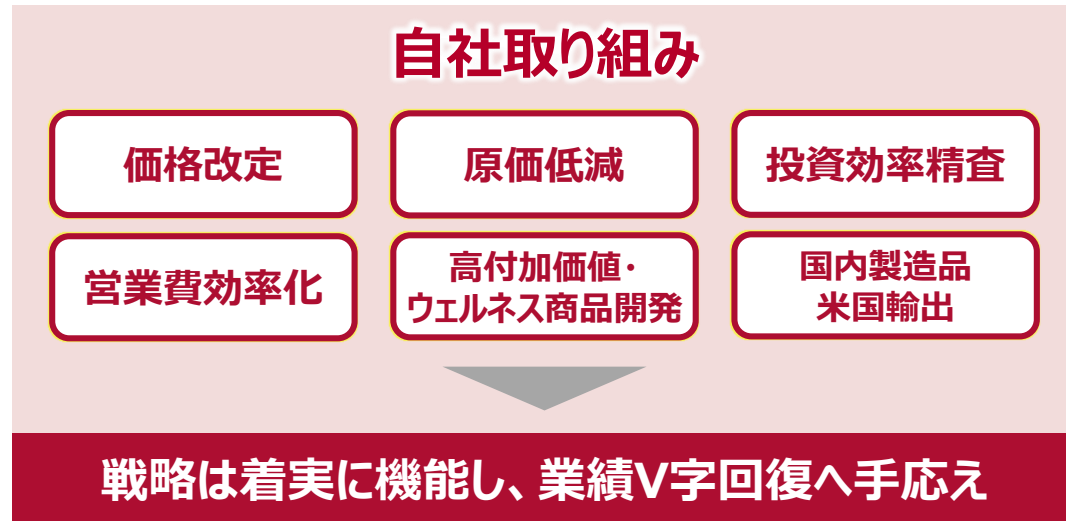 自社取り組み
価格改定
原価低減
投資効率精査
営業費効率化
高付加価値・
ウェルネス商品開発
国内製造品
米国輸出
戦略は着実に機能し、業績V字回復へ手応え